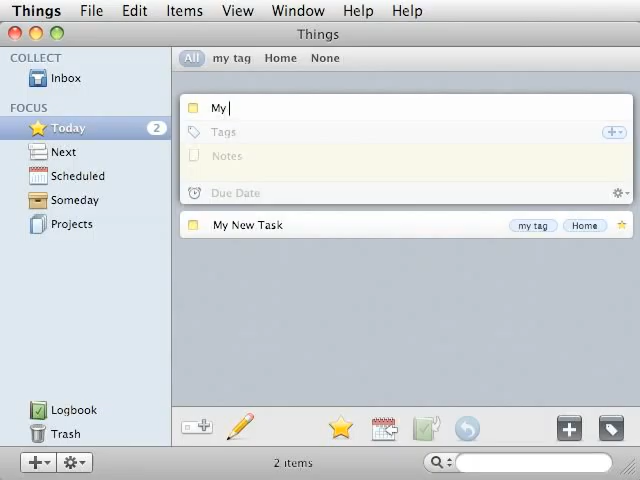 Things File Edit Items View Window Help Help
Things
COLLECT
Inbox
FOCUS
Today 2
Next
Scheduled
Someday
Projects
Logbook
Trash
All my tag Home None
My
Tags
Notes
Due Date
My New Task my tag Home
2 items